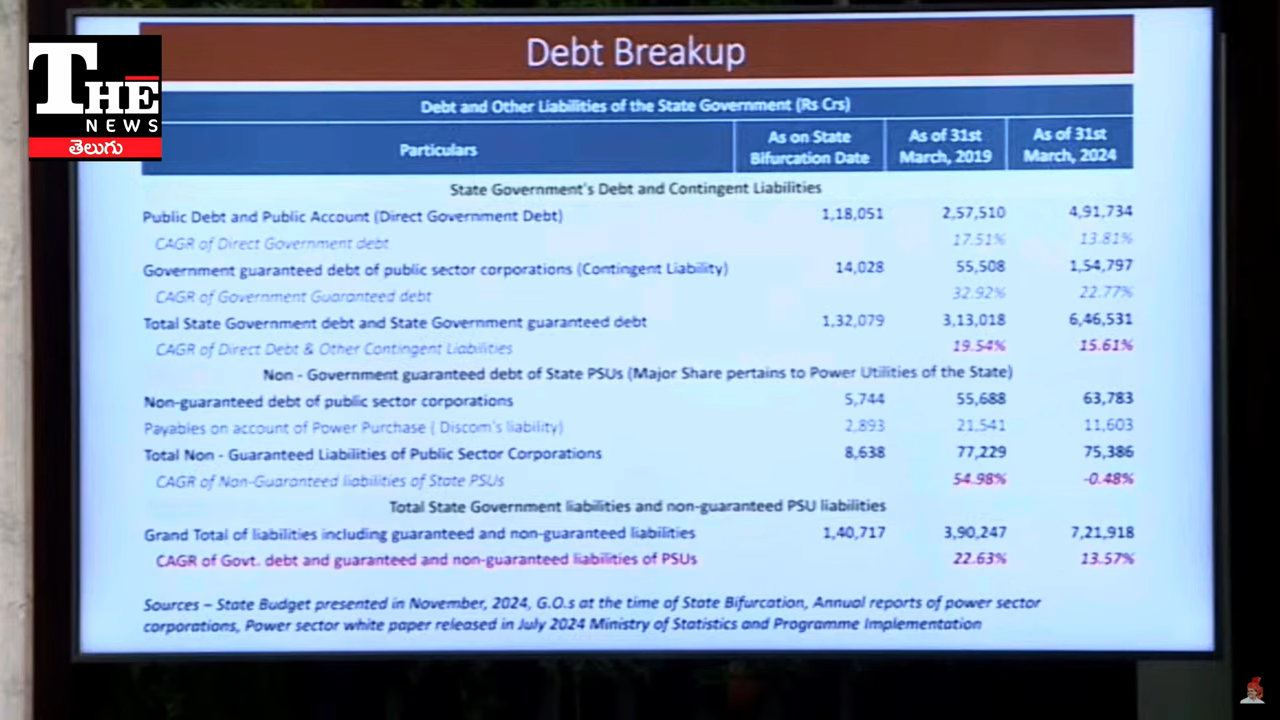 THE
NEWS
తెలుగు
Debt Breakup
Debt and Other Liabilities of the State Government (Rs Crs)
Particulars As on State Bifurcation Date As of 31st March, 2019 As of 31st March, 2024
State Government's Debt and Contingent Liabilities
Public Debt and Public Account (Direct Government Debt) 1,18,051 2,57,510 4,91,734
CAGR of Direct Government debt 17.51% 13.81%
Government guaranteed debt of public sector corporations (Contingent Liability) 14,028 55,508 1,54,797
CAGR of Government Guaranteed debt 32.92% 22.77%
Total State Government debt and State Government guaranteed debt 1,32,079 3,13,018 6,46,531
CAGR of Direct Debt & Other Contingent Liabilities 19.54% 15.61%
Non - Government guaranteed debt of State PSUs (Major Share pertains to Power Utilities of the State)
Non-guaranteed debt of public sector corporations 5,744 55,688 63,783
Payables on account of Power Purchase ( Discom's liability) 2,893 21,541 11,603
Total Non - Guaranteed Liabilities of Public Sector Corporations 8,638 77,229 75,386
CAGR of Non-Guaranteed liabilities of State PSUs 54.98% -0.48%
Total State Government liabilities and non-guaranteed PSU liabilities
Grand Total of liabilities including guaranteed and non-guaranteed liabilities 1,40,717 3,90,247 7,21,918
CAGR of Govt. debt and guaranteed and non-guaranteed liabilities of PSUs 22.63% 13.57%
Sources – State Budget presented in November, 2024, G.O.s at the time of State Bifurcation, Annual reports of power sector
corporations, Power sector white paper released in July 2024 Ministry of Statistics and Programme Implementation